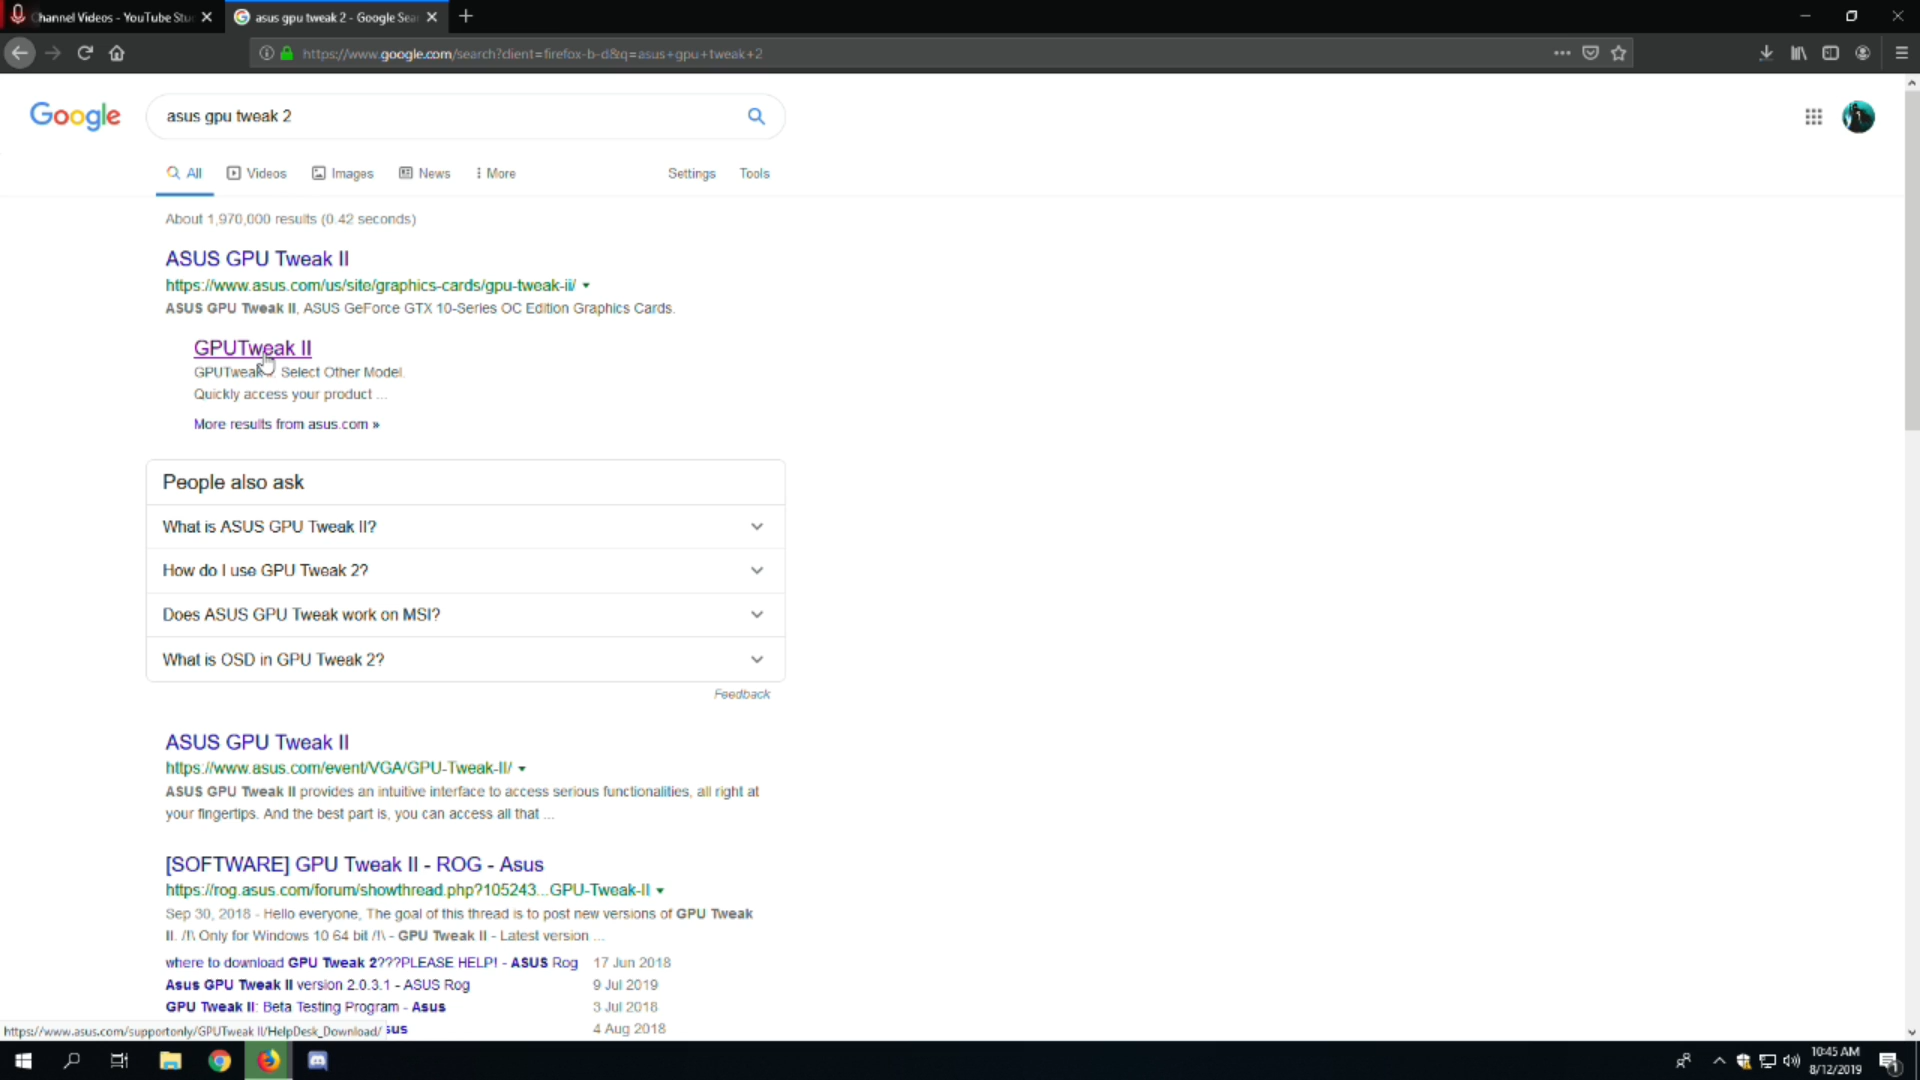 Channel Videos - YouTube Stu
asus gpu tweak 2 - Google Sea
https://www.google.com/search?client=firefox-b-d&q=asus+gpu+tweak+2
Google
asus gpu tweak 2
All
Videos
Images
News
More
Settings
Tools
About 1,970,000 results (0.42 seconds)
ASUS GPU Tweak II
https://www.asus.com/us/site/graphics-cards/gpu-tweak-ii/
ASUS GPU Tweak II, ASUS GeForce GTX 10-Series OC Edition Graphics Cards.
GPUTweak II
GPUTweak Select Other Model.
Quickly access your product ...
More results from asus.com »
People also ask
What is ASUS GPU Tweak II?
How do I use GPU Tweak 2?
Does ASUS GPU Tweak work on MSI?
What is OSD in GPU Tweak 2?
Feedback
ASUS GPU Tweak II
https://www.asus.com/event/VGA/GPU-Tweak-II/
ASUS GPU Tweak II provides an intuitive interface to access serious functionalities, all right at
your fingertips. And the best part is, you can access all that ...
[SOFTWARE] GPU Tweak II - ROG - Asus
https://rog.asus.com/forum/showthread.php?105243...GPU-Tweak-II
Sep 30, 2018 - Hello everyone, The goal of this thread is to post new versions of GPU Tweak
II. /!\ Only for Windows 10 64 bit /!\ - GPU Tweak II - Latest version ...
where to download GPU Tweak 2???PLEASE HELP! - ASUS Rog 17 Jun 2018
Asus GPU Tweak II version 2.0.3.1 - ASUS Rog 9 Jul 2019
GPU Tweak II: Beta Testing Program - Asus 3 Jul 2018
sus 4 Aug 2018
https://www.asus.com/supportonly/GPUTweak II/HelpDesk_Download/
10:45 AM
8/12/2019
1